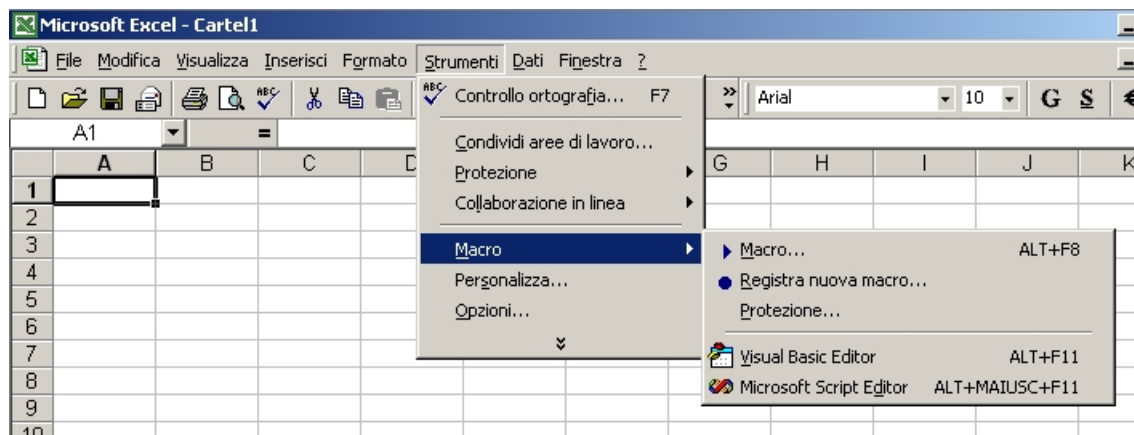 Microsoft Excel - Cartel1
File Modifica Visualizza Inserisci Formato Strumenti Dati Finestra ?
ABC Controllo ortografia... F7
Arial 10 G S €
A1 =
Condividi aree di lavoro...
Protezione
Collaborazione in linea
A B C D G H I J K
1
2
3
4
5
6
7
8
9
10
Macro
Personalizza...
Opzioni...
Macro... ALT+F8
Registra nuova macro...
Protezione...
Visual Basic Editor ALT+F11
Microsoft Script Editor ALT+MAIUSC+F11